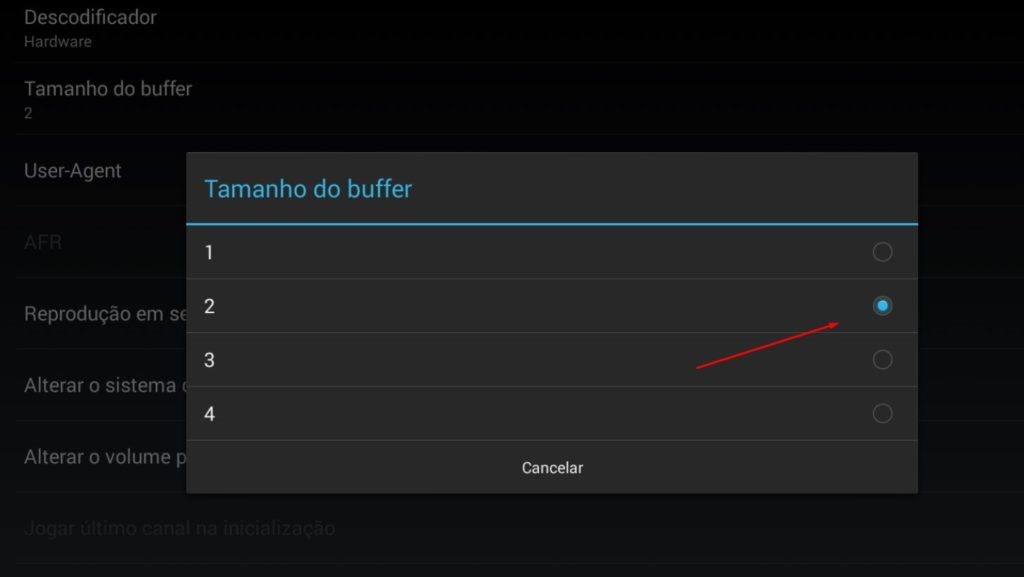 Descodificador
Hardware
Tamanho do buffer
2
User-Agent
AFR
Reprodução em se
Alterar o sistema
Alterar o volume p
Jogar último canal na inicialização
Tamanho do buffer
1
2
3
4
Cancelar